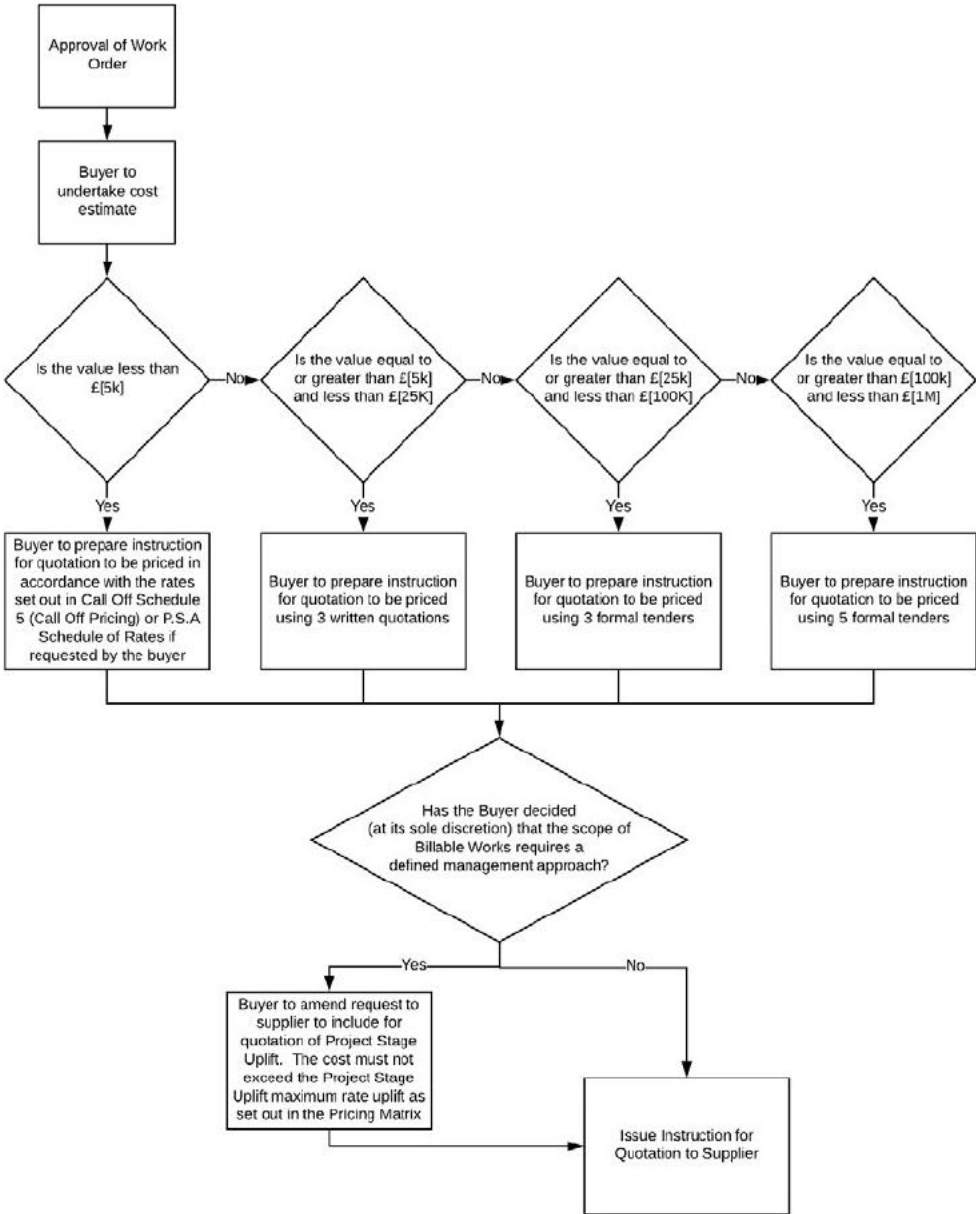 Approval of Work
Order
Buyer to
undertake cost
estimate
Is the value less than
£[5k]
No
Is the value equal to
or greater than £[5k]
and less than £[25K]
No
Is the value equal to
or greater than £[25k]
and less than £[100K]
No
Is the value equal to
or greater than £[100k]
and less than £[1M]
Yes
Yes
Yes
Yes
Buyer to prepare instruction
for quotation to be priced in
accordance with the rates
set out in Call Off Schedule
5 (Call Off Pricing) or P.S.A
Schedule of Rates if
requested by the buyer
Buyer to prepare instruction
for quotation to be priced
using 3 written quotations
Buyer to prepare instruction
for quotation to be priced
using 3 formal tenders
Buyer to prepare instruction
for quotation to be priced
using 5 formal tenders
Has the Buyer decided
(at its sole discretion) that the scope of
Billable Works requires a
defined management approach?
Yes
No
Buyer to amend request to
supplier to include for
quotation of Project Stage
Uplift. The cost must not
exceed the Project Stage
Uplift maximum rate uplift as
set out in the Pricing Matrix
Issue Instruction for
Quotation to Supplier